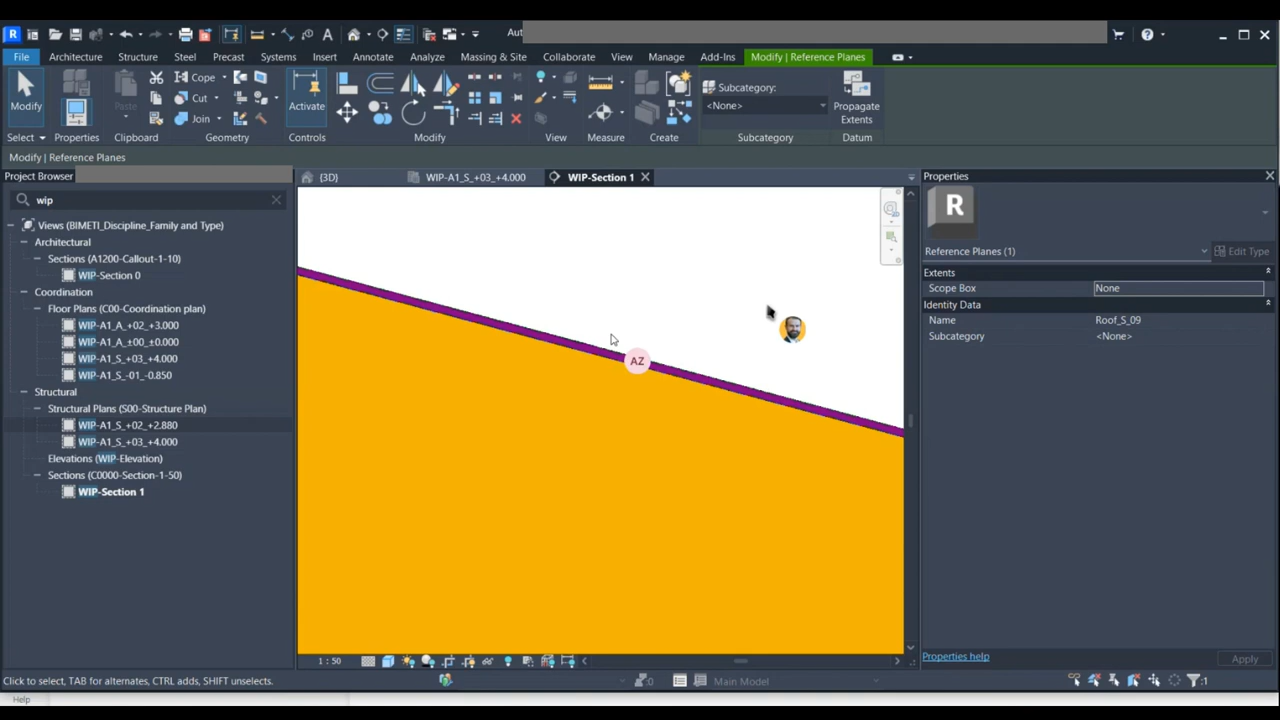 R
Aut
File Architecture Structure Steel Precast Systems Insert Annotate Analyze Massing & Site Collaborate View Manage Add-Ins Modify | Reference Planes
Modify
Properties
Paste
Cope
Cut
Join
Activate
Subcategory:
<None>
Propagate
Extents
Select Properties Clipboard Geometry Controls Modify View Measure Create Subcategory Datum
Modify | Reference Planes
Project Browser
wip
Views (BIMETI_Discipline_Family and Type)
Architectural
Sections (A1200-Callout-1-10)
WIP-Section 0
Coordination
Floor Plans (C00-Coordination plan)
WIP-A1_A_+02_+3.000
WIP-A1_A_±00_±0.000
WIP-A1_S_+03_+4.000
WIP-A1_S_-01_-0.850
Structural
Structural Plans (S00-Structure Plan)
WIP-A1_S_+02_+2.880
WIP-A1_S_+03_+4.000
Elevations (WIP-Elevation)
Sections (C0000-Section-1-50)
WIP-Section 1
{3D}
WIP-A1_S_+03_+4.000
WIP-Section 1
AZ
1 : 50
Properties
R
Reference Planes (1)
Edit Type
Extents
Scope Box None
Identity Data
Name Roof_S_09
Subcategory <None>
Properties help
Apply
Click to select, TAB for alternates, CTRL adds, SHIFT unselects.
:0
Main Model
:1
Help